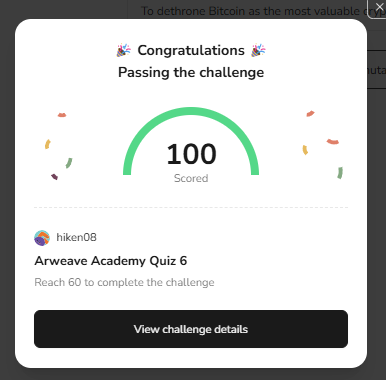 To dethrone Bitcoin as the most valuable cryp
🎉 Congratulations 🎉
Passing the challenge
100
Scored
hiken08
Arweave Academy Quiz 6
Reach 60 to complete the challenge
View challenge details